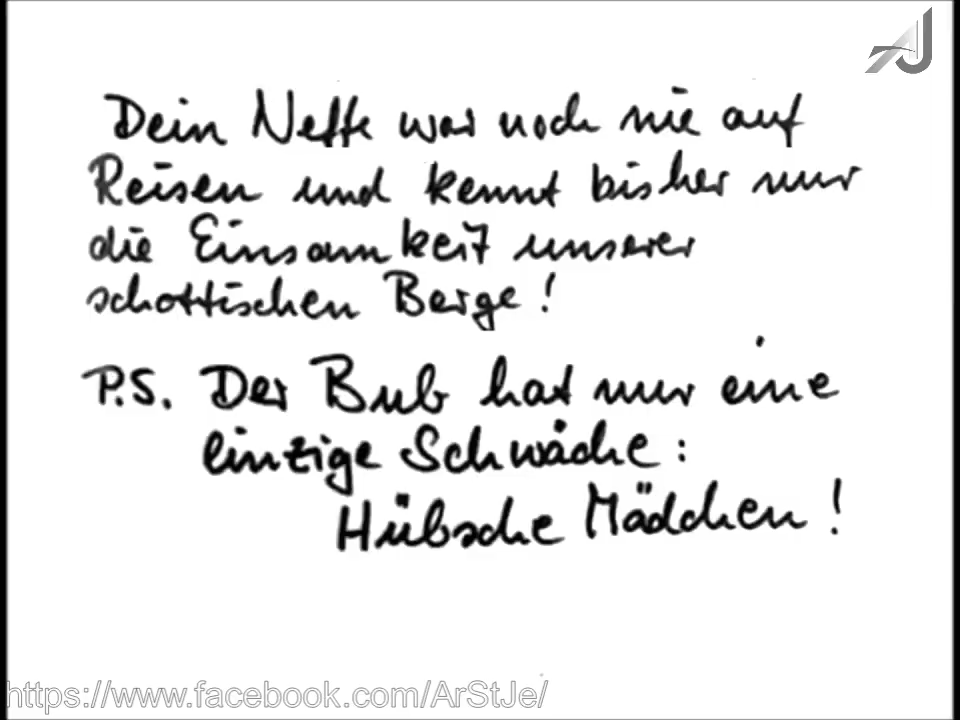 AJ
Dein Neffe war noch nie auf
Reisen und kennt bisher nur
die Einsamkeit unserer
schottischen Berge!
P.S. Der Bub hat nur eine
einzige Schwäche:
Hübsche Mädchen!
https://www.facebook.com/ArStJe/